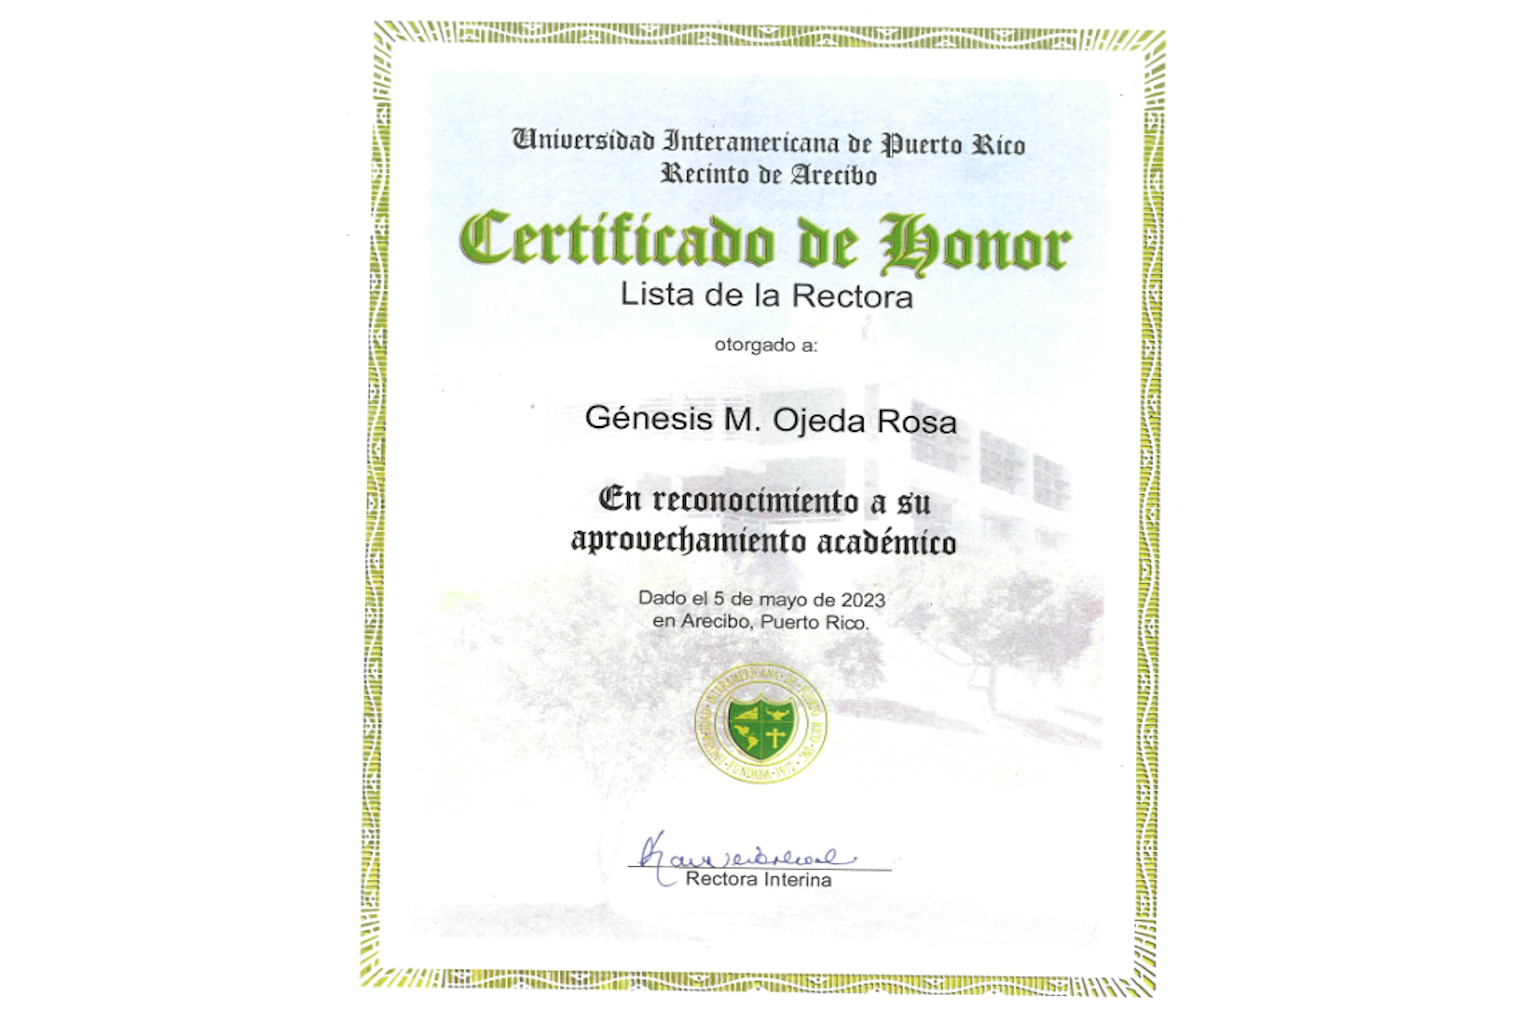 Universidad Interamericana de Puerto Rico
Recinto de Arecibo
Certificado de Honor
Lista de la Rectora
otorgado a:
Génesis M. Ojeda Rosa
En reconocimiento a su
aprovechamiento académico
Dado el 5 de mayo de 2023
en Arecibo, Puerto Rico.
UNIVERSIDAD INTERAMERICANA DE PUERTO RICO, INC.
FUNDADA 1912
Rectora Interina